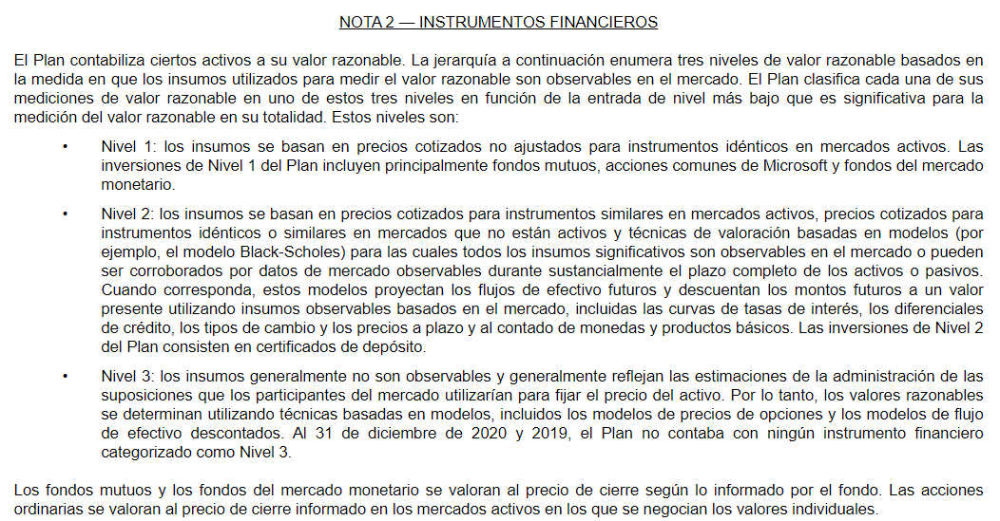 NOTA 2 — INSTRUMENTOS FINANCIEROS
El Plan contabiliza ciertos activos a su valor razonable. La jerarquía a continuación enumera tres niveles de valor razonable basados en
la medida en que los insumos utilizados para medir el valor razonable son observables en el mercado. El Plan clasifica cada una de sus
mediciones de valor razonable en uno de estos tres niveles en función de la entrada de nivel más bajo que es significativa para la
medición del valor razonable en su totalidad. Estos niveles son:
• Nivel 1: los insumos se basan en precios cotizados no ajustados para instrumentos idénticos en mercados activos. Las
inversiones de Nivel 1 del Plan incluyen principalmente fondos mutuos, acciones comunes de Microsoft y fondos del mercado
monetario.
• Nivel 2: los insumos se basan en precios cotizados para instrumentos similares en mercados activos, precios cotizados para
instrumentos idénticos o similares en mercados que no están activos y técnicas de valoración basadas en modelos (por
ejemplo, el modelo Black-Scholes) para las cuales todos los insumos significativos son observables en el mercado o pueden
ser corroborados por datos de mercado observables durante sustancialmente el plazo completo de los activos o pasivos.
Cuando corresponda, estos modelos proyectan los flujos de efectivo futuros y descuentan los montos futuros a un valor
presente utilizando insumos observables basados en el mercado, incluidas las curvas de tasas de interés, los diferenciales
de crédito, los tipos de cambio y los precios a plazo y al contado de monedas y productos básicos. Las inversiones de Nivel 2
del Plan consisten en certificados de depósito.
• Nivel 3: los insumos generalmente no son observables y generalmente reflejan las estimaciones de la administración de las
suposiciones que los participantes del mercado utilizarían para fijar el precio del activo. Por lo tanto, los valores razonables
se determinan utilizando técnicas basadas en modelos, incluidos los modelos de precios de opciones y los modelos de flujo
de efectivo descontados. Al 31 de diciembre de 2020 y 2019, el Plan no contaba con ningún instrumento financiero
categorizado como Nivel 3.
Los fondos mutuos y los fondos del mercado monetario se valoran al precio de cierre según lo informado por el fondo. Las acciones
ordinarias se valoran al precio de cierre informado en los mercados activos en los que se negocian los valores individuales.